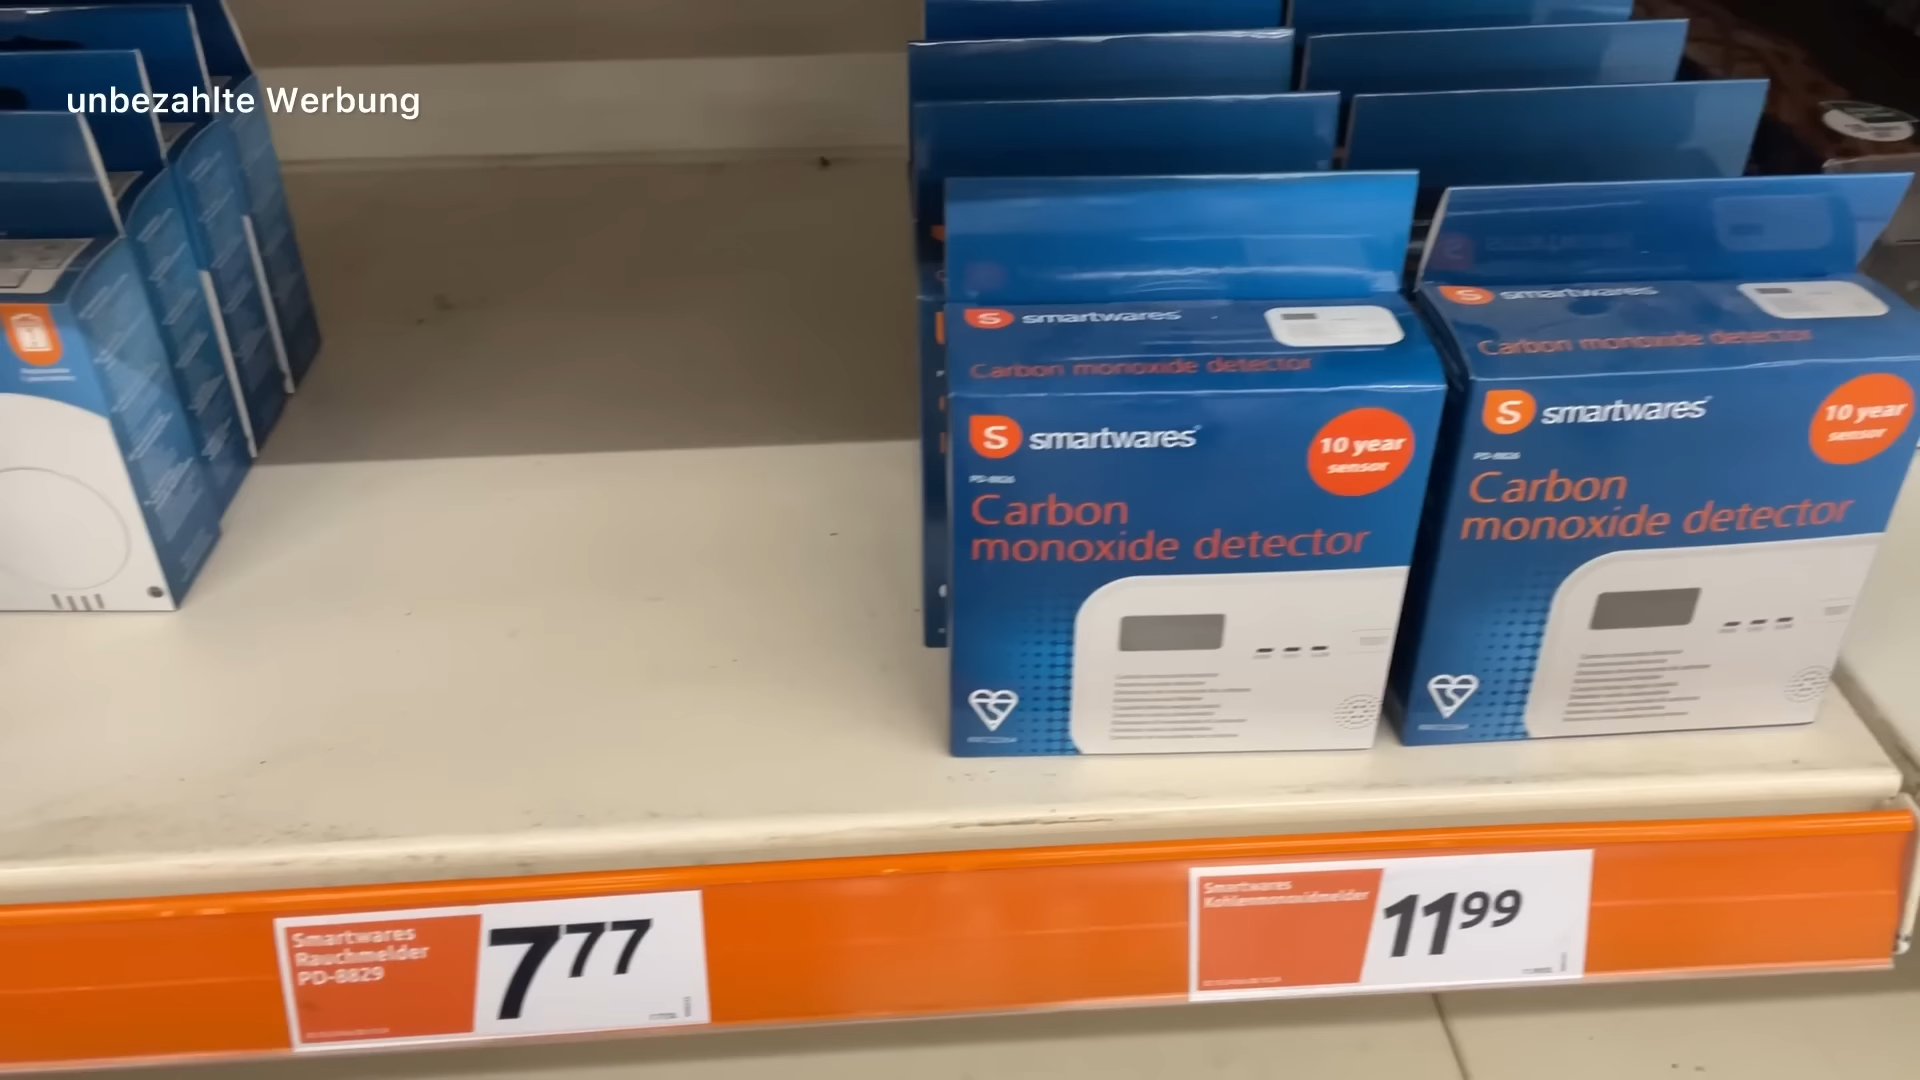 unbezahlte Werbung
smartwares
Carbon monoxide detector
smartwares
10 year
sensor
Carbon
monoxide detector
smartwares
Carbon monoxide detector
smartwares
10 year
sensor
Carbon
monoxide detector
Smartwares
Rauchmelder
PD-8829
7 77
Smartwares
Kohlenmonoxidmelder
11 99